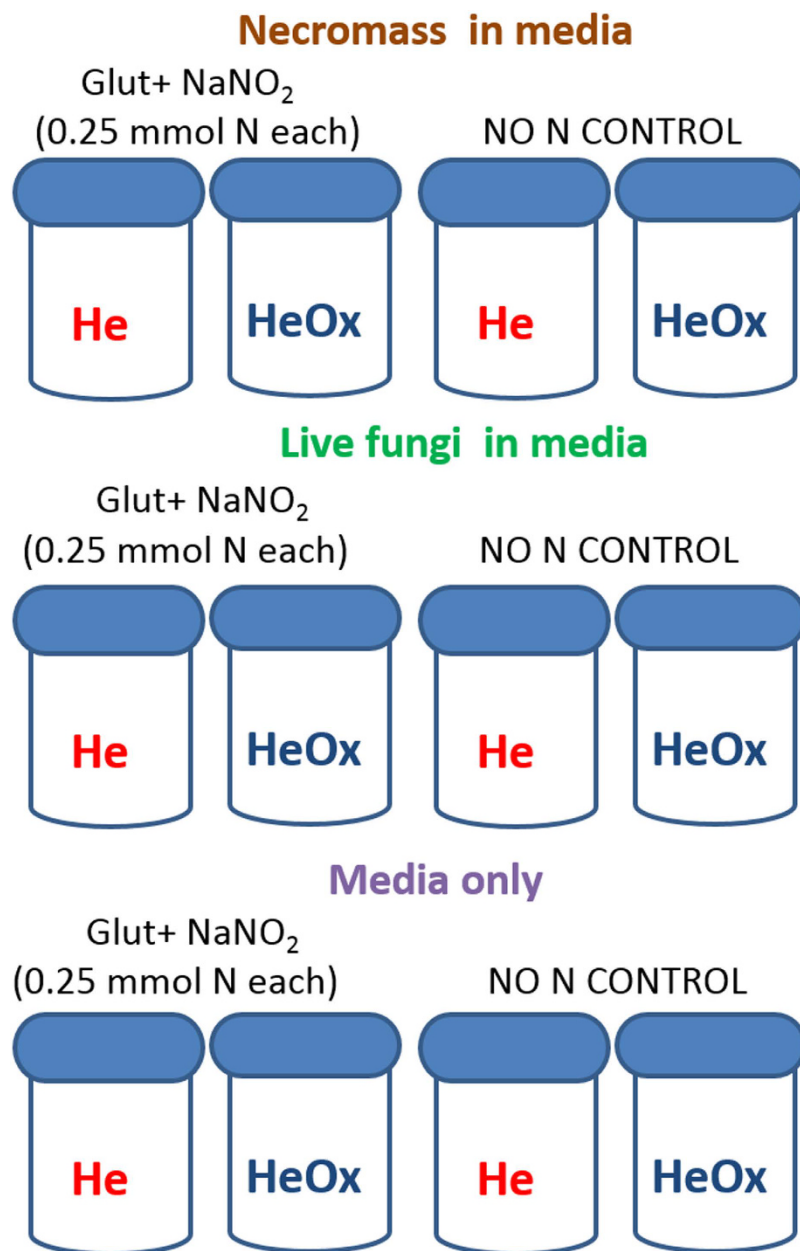 Necromass in media
Glut+ NaNO₂
(0.25 mmol N each) NO N CONTROL
He HeOx He HeOx
Live fungi in media
Glut+ NaNO₂
(0.25 mmol N each) NO N CONTROL
He HeOx He HeOx
Media only
Glut+ NaNO₂
(0.25 mmol N each) NO N CONTROL
He HeOx He HeOx